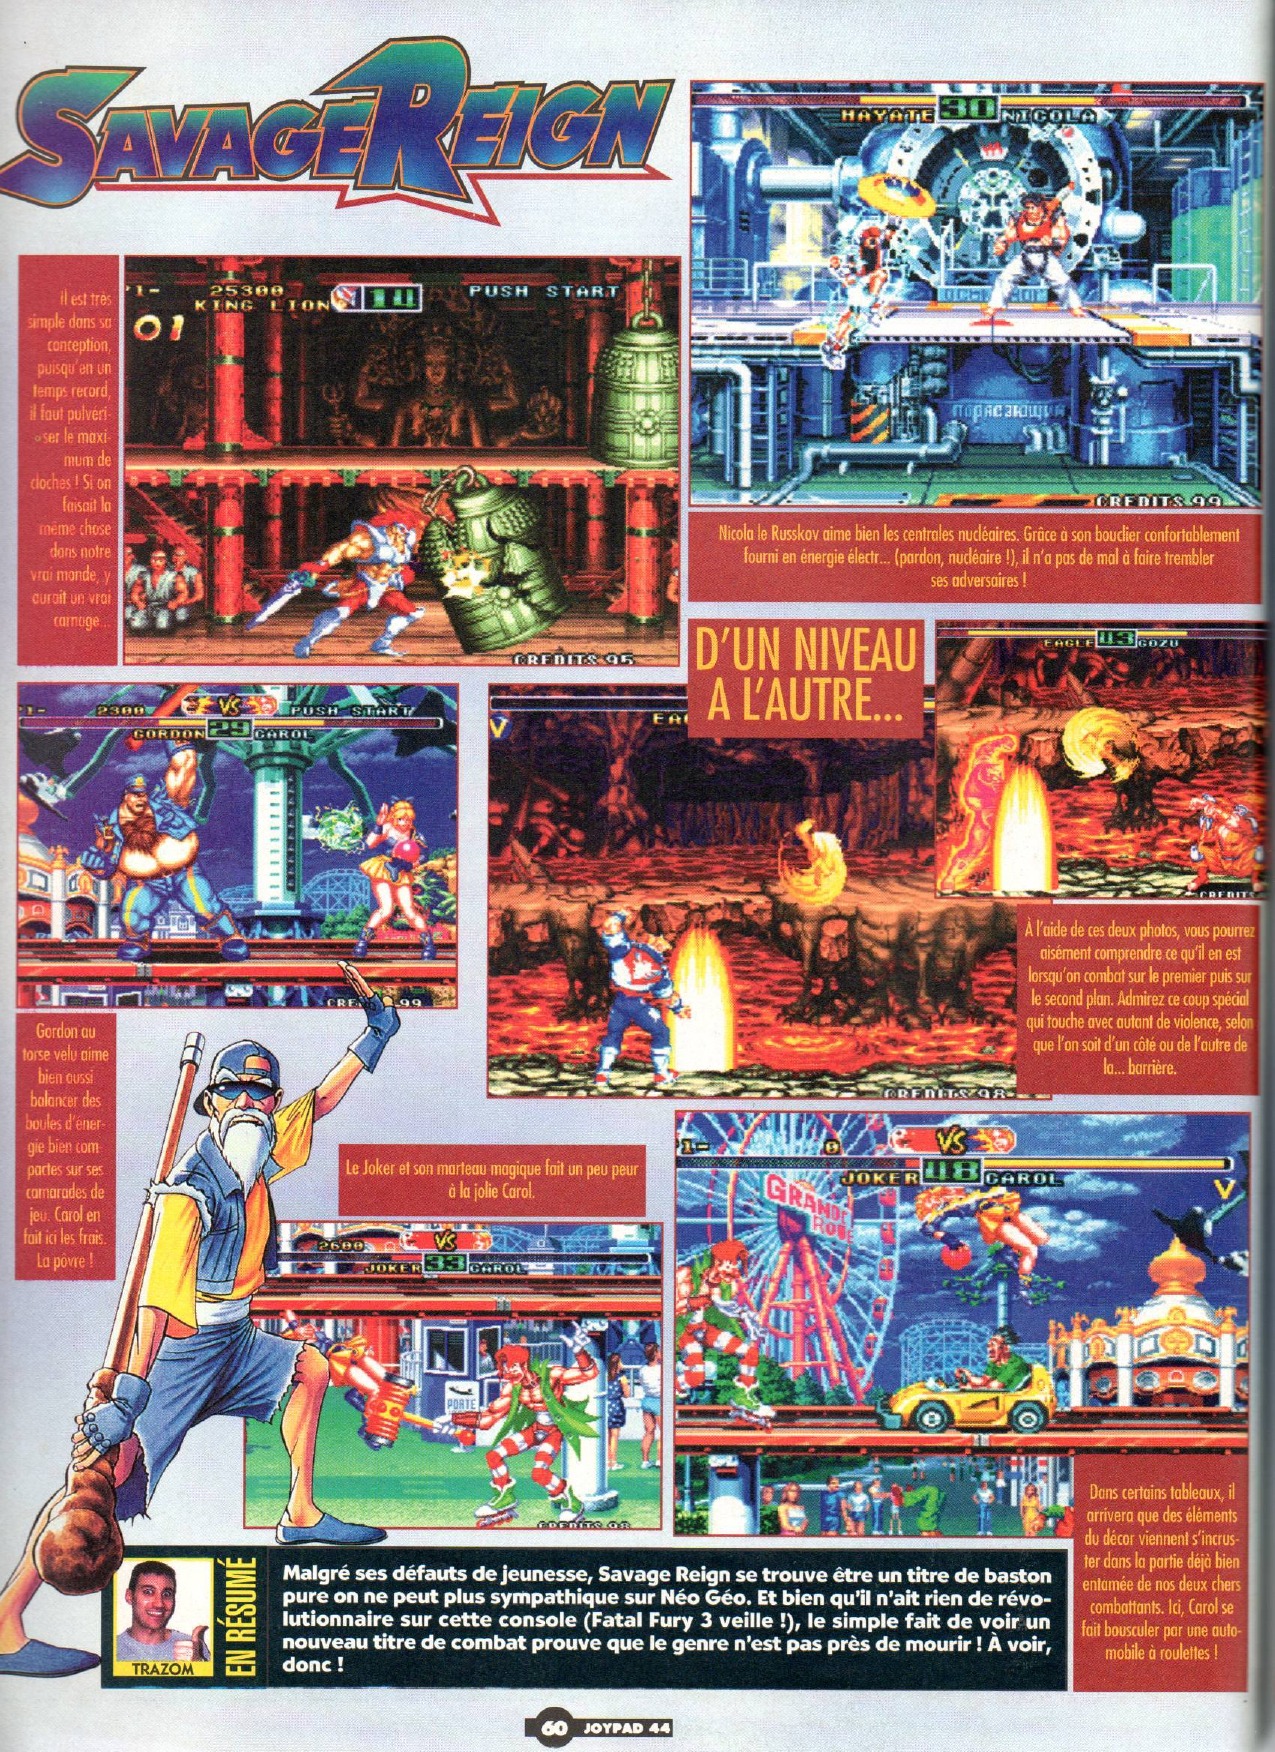 SAVAGE REIGN
HAYATE 30 NICOLA
CREDITS 99
il est très
simple dans sa
conception,
puisqu'en un
temps record,
il faut pulvéri-
ser le maxi-
mum de
cloches ! Si on
faisait la
même chose
dans notre
vrai monde, y
aurait un vrai
carnage...
1- 25300 PUSH START
KING LION
01
CREDITS 95
Nicola le Russkov aime bien les centrales nucléaires. Grâce à son bouclier confortablement
fourni en énergie électr... (pardon, nucléaire !), il n'a pas de mal à faire trembler
ses adversaires !
D'UN NIVEAU
A L'AUTRE...
EAGLE 43 GOZU
CREDITS
1- 2300 VS PUSH START
GORDON 29 CAROL
CRE 99
EA
CREDITS 98
À l'aide de ces deux photos, vous pourrez
aisément comprendre ce qu'il en est
lorsqu'on combat sur le premier puis sur
le second plan. Admirez ce coup spécial
qui touche avec autant de violence, selon
que l'on soit d'un côté ou de l'autre de
la... barrière.
Gordon au
torse velu aime
bien aussi
balancer des
boules d'éner-
gie bien com-
pactes sur ses
camarades de
jeu. Carol en
fait ici les frais.
La pôvre !
Le Joker et son marteau magique fait un peu peur
à la jolie Carol.
2600 VS
JOKER 33 CAROL
PORTE
CREDITS 98
1- 0 VS
JOKER 48 CAROL
GRANDE
ROUE
Dans certains tableaux, il
arrivera que des éléments
du décor viennent s'incrus-
ter dans la partie déjà bien
entamée de nos deux chers
combattants. Ici, Carol se
fait bousculer par une auto-
mobile à roulettes !
TRAZOM
EN RÉSUMÉ
Malgré ses défauts de jeunesse, Savage Reign se trouve être un titre de baston
pure on ne peut plus sympathique sur Néo Géo. Et bien qu'il n'ait rien de révo-
lutionnaire sur cette console (Fatal Fury 3 veille !), le simple fait de voir un
nouveau titre de combat prouve que le genre n'est pas près de mourir ! À voir,
donc !
60 JOYPAD 44